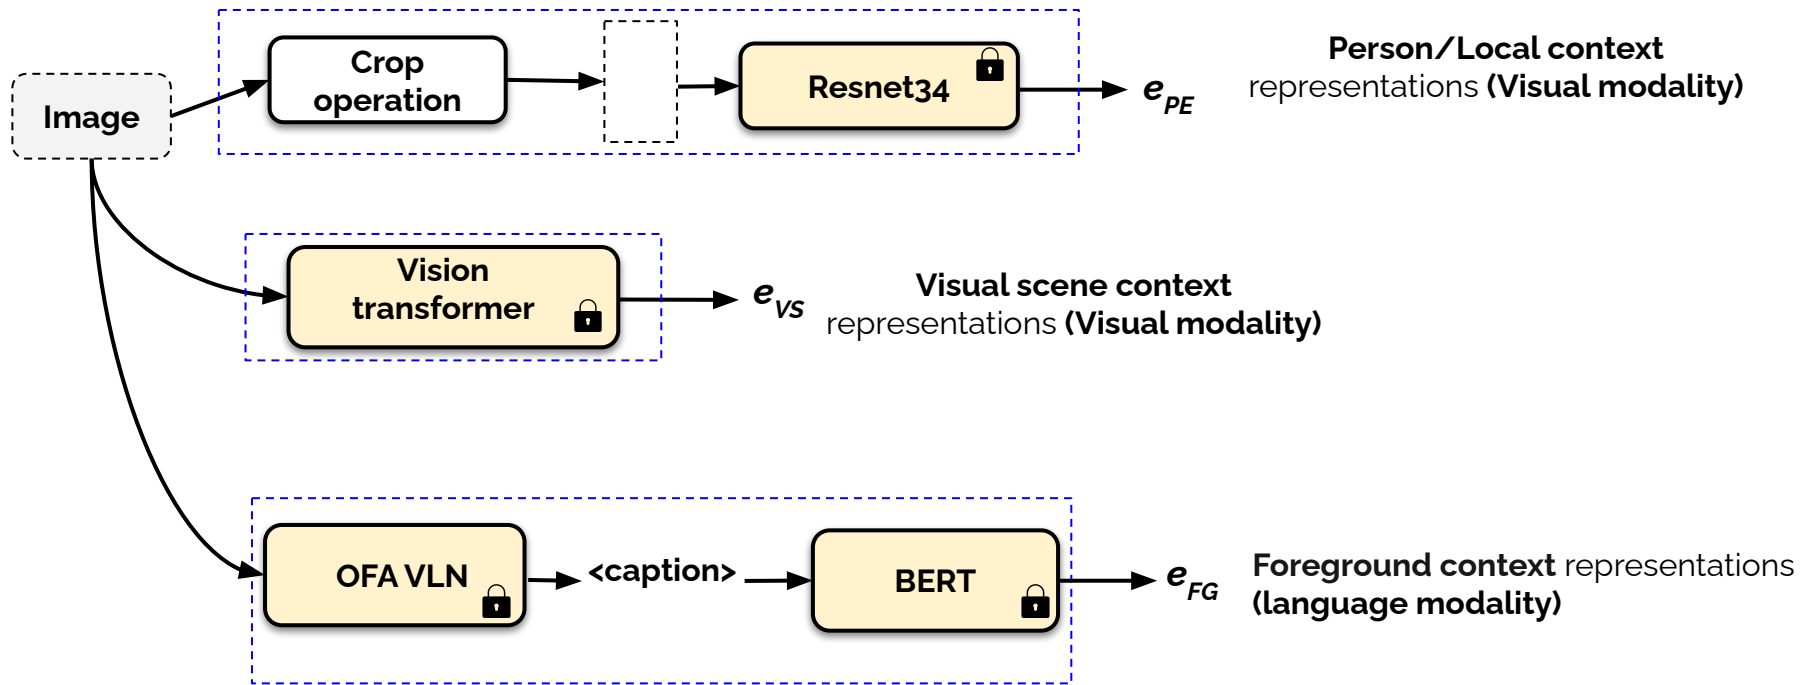 Image
Crop
operation
Resnet34
e_PE
Person/Local context
representations (Visual modality)
Vision
transformer
e_VS
Visual scene context
representations (Visual modality)
OFA VLN
<caption>
BERT
e_FG
Foreground context representations
(language modality)